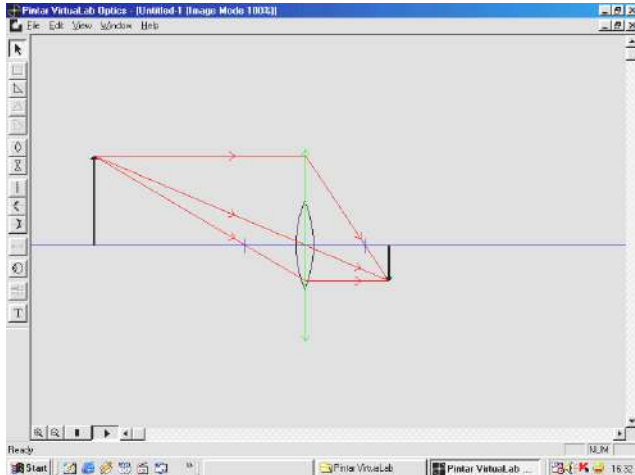 Pintar VirtuaLab Optics - [Untitled-1 [Image Mode 100%]]
File Edit View Window Help
T
Ready
NUM
Start
»
Pintar VirtuaLab
Pintar VirtuaLab ...
K
16:32